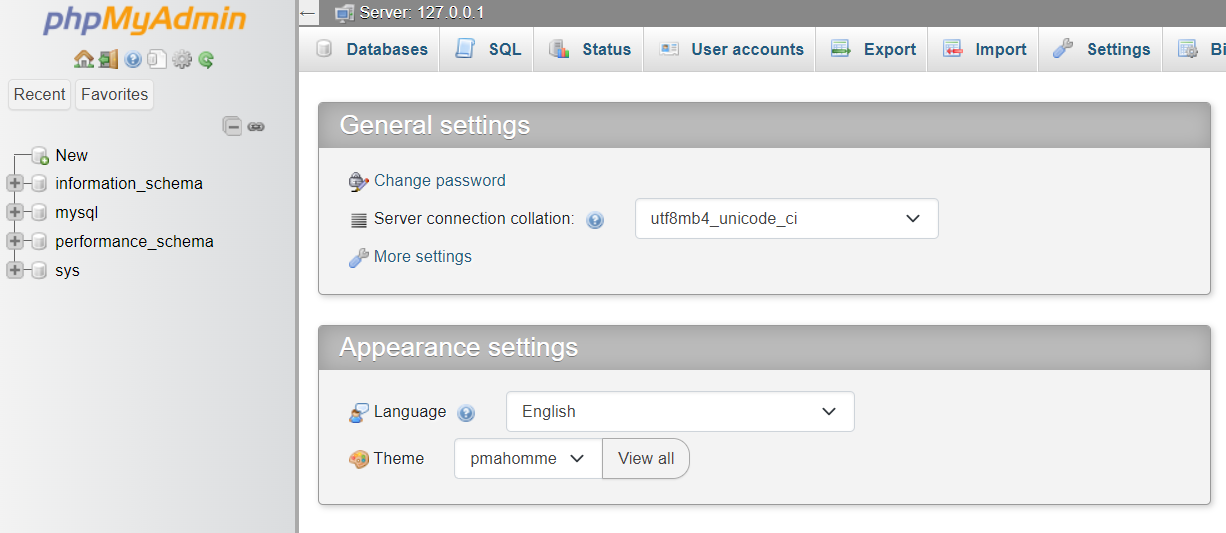 phpMyAdmin
Recent Favorites
New
information_schema
mysql
performance_schema
sys
Server: 127.0.0.1
Databases SQL Status User accounts Export Import Settings
General settings
Change password
Server connection collation: utf8mb4_unicode_ci
More settings
Appearance settings
Language English
Theme pmahomme View all